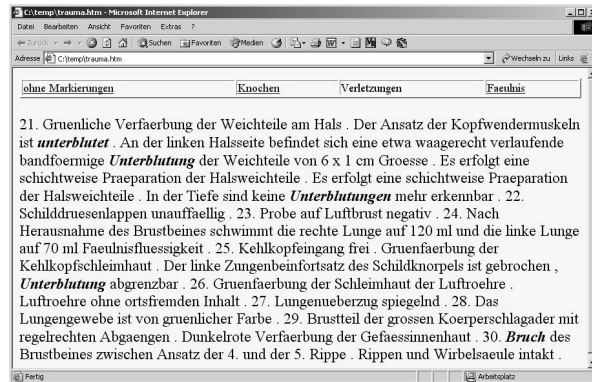 C:\temp\trauma.htm - Microsoft Internet Explorer
Datei Bearbeiten Ansicht Favoriten Extras ?
Zurück Suchen Favoriten Medien
Adresse C:\temp\trauma.htm Wechseln zu Links
ohne Markierungen Knochen Verletzungen Faeulnis
21. Gruenliche Verfaerbung der Weichteile am Hals . Der Ansatz der Kopfwendermuskeln
ist unterblutet . An der linken Halsseite befindet sich eine etwa waagerecht verlaufende
bandfoermige Unterblutung der Weichteile von 6 x 1 cm Groesse . Es erfolgt eine
schichtweise Praeparation der Halsweichteile . Es erfolgt eine schichtweise Praeparation
der Halsweichteile . In der Tiefe sind keine Unterblutungen mehr erkennbar . 22.
Schilddruesenlappen unauffaellig . 23. Probe auf Luftbrust negativ . 24. Nach
Herausnahme des Brustbeines schwimmt die rechte Lunge auf 120 ml und die linke Lunge
auf 70 ml Faeulnisfluessigkeit . 25. Kehlkopfeingang frei . Gruenfaerbung der
Kehlkopfschleimhaut . Der linke Zungenbeinfortsatz des Schildknorpels ist gebrochen ,
Unterblutung abgrenzbar . 26. Gruenfaerbung der Schleimhaut der Luftroehre .
Luftroehre ohne ortsfremden Inhalt . 27. Lungenueberzug spiegelnd . 28. Das
Lungengewebe ist von gruenlicher Farbe . 29. Brustteil der grossen Koerperschlagader mit
regelrechten Abgaengen . Dunkelrote Verfaerbung der Gefaessinnenhaut . 30. Bruch des
Brustbeines zwischen Ansatz der 4. und der 5. Rippe . Rippen und Wirbelsaeule intakt .
Fertig Arbeitsplatz